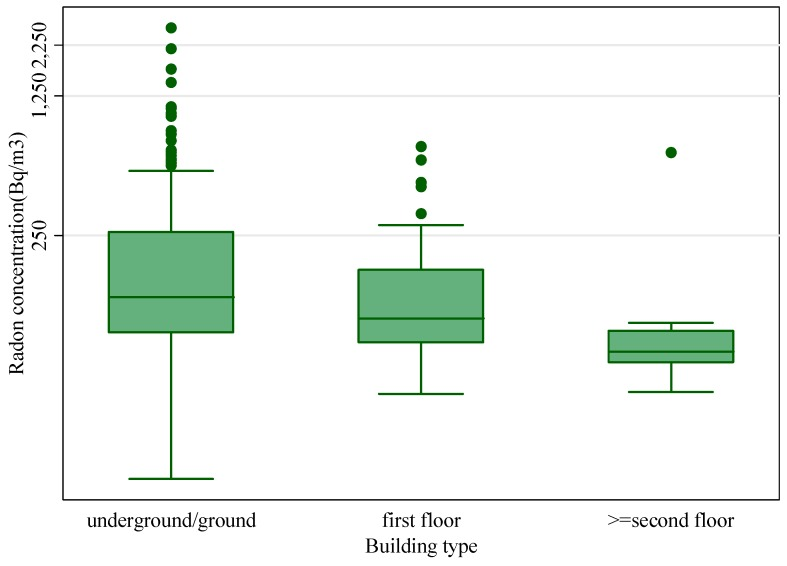 2,250
1,250
250
Radon concentration(Bq/m3)
underground/ground
first floor
>=second floor
Building type